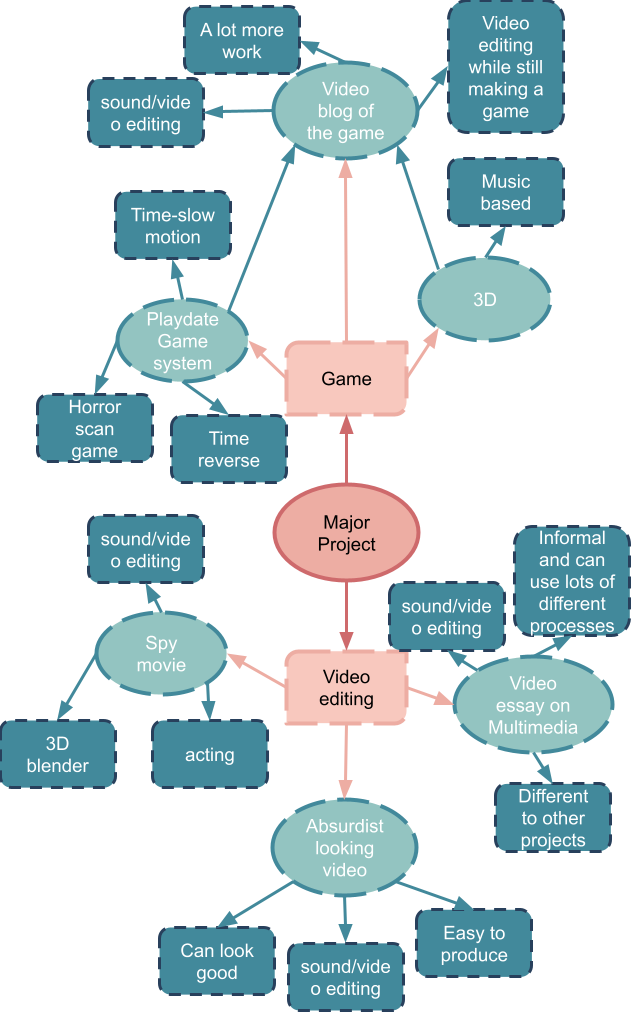 A lot more
work
Video
editing
while still
making a
game
Video
blog of
the game
sound/vide
o editing
Music
based
Time-slow
motion
3D
Playdate
Game
system
Game
Horror
scan
game
Time
reverse
Major
Project
sound/vide
o editing
Informal
and can
use lots of
different
processes
sound/vide
o editing
Spy
movie
Video
editing
Video
essay on
Multimedia
3D
blender
acting
Different
to other
projects
Absurdist
looking
video
Can look
good
sound/vide
o editing
Easy to
produce